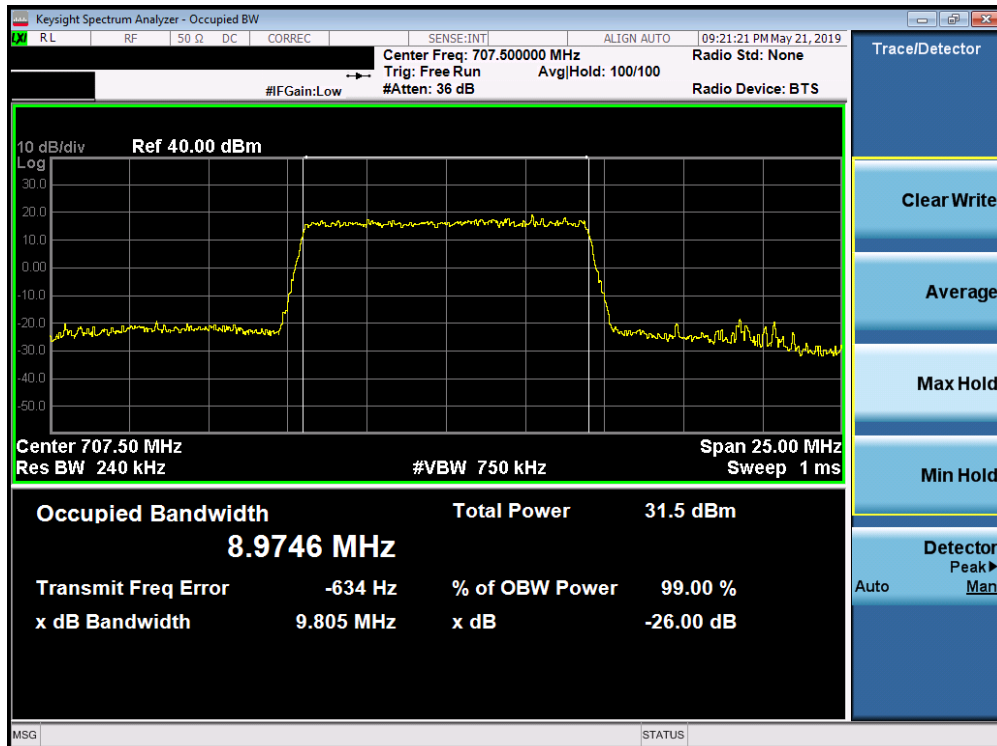 Keysight Spectrum Analyzer - Occupied BW
LXI RL RF 50 Ω DC CORREC SENSE:INT ALIGN AUTO 09:21:21 PM May 21, 2019
Center Freq: 707.500000 MHz Radio Std: None
Trig: Free Run Avg|Hold: 100/100
#IFGain:Low #Atten: 36 dB Radio Device: BTS
10 dB/div Ref 40.00 dBm
Log
30.0
20.0
10.0
0.00
-10.0
-20.0
-30.0
-40.0
-50.0
Center 707.50 MHz Span 25.00 MHz
Res BW 240 kHz #VBW 750 kHz Sweep 1 ms
Occupied Bandwidth Total Power 31.5 dBm
8.9746 MHz
Transmit Freq Error -634 Hz % of OBW Power 99.00 %
x dB Bandwidth 9.805 MHz x dB -26.00 dB
MSG STATUS
Trace/Detector
Clear Write
Average
Max Hold
Min Hold
Detector
Peak▶
Auto Man